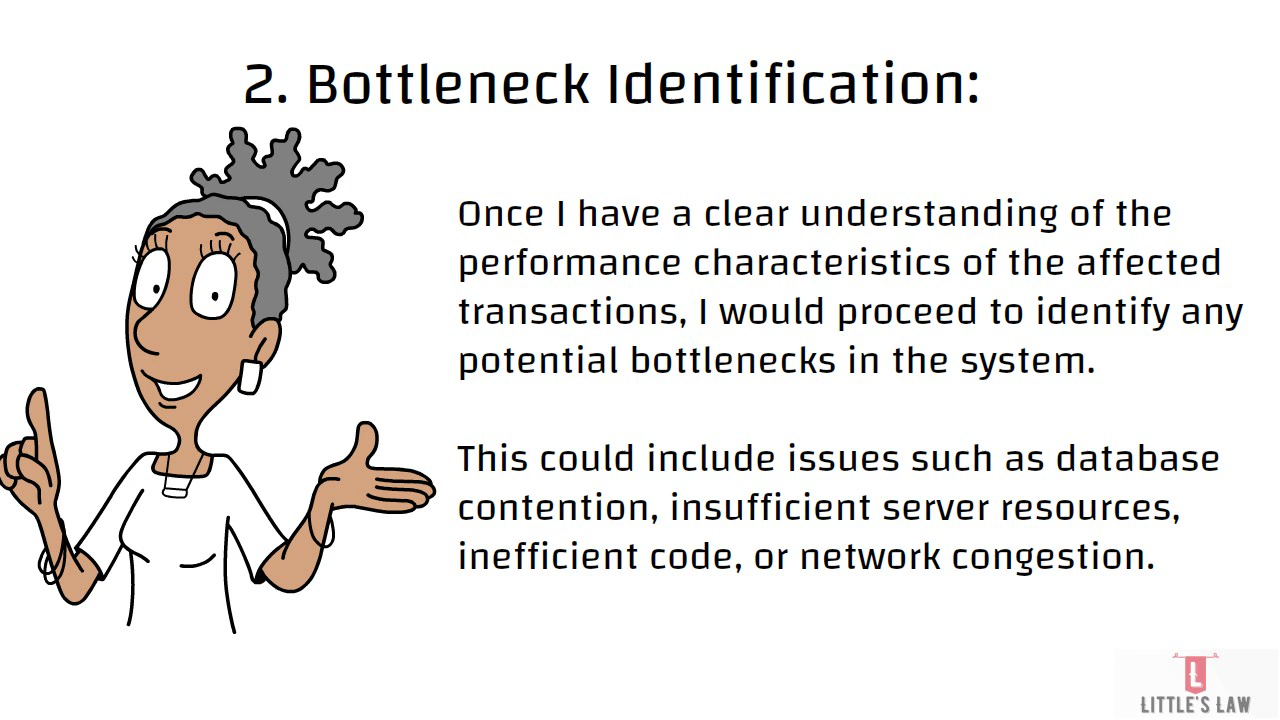 2. Bottleneck Identification:
Once I have a clear understanding of the
performance characteristics of the affected
transactions, I would proceed to identify any
potential bottlenecks in the system.
This could include issues such as database
contention, insufficient server resources,
inefficient code, or network congestion.
L
LITTLE'S LAW